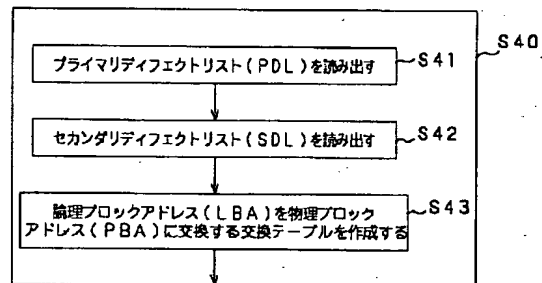 S40
プライマリディフェクトリスト(PDL)を読み出す
S41
セカンダリディフェクトリスト(SDL)を読出す
S42
論理ブロックアドレス(LBA)を物理ブロック
アドレス(PBA)に交換する交換テーブルを作成する
S43